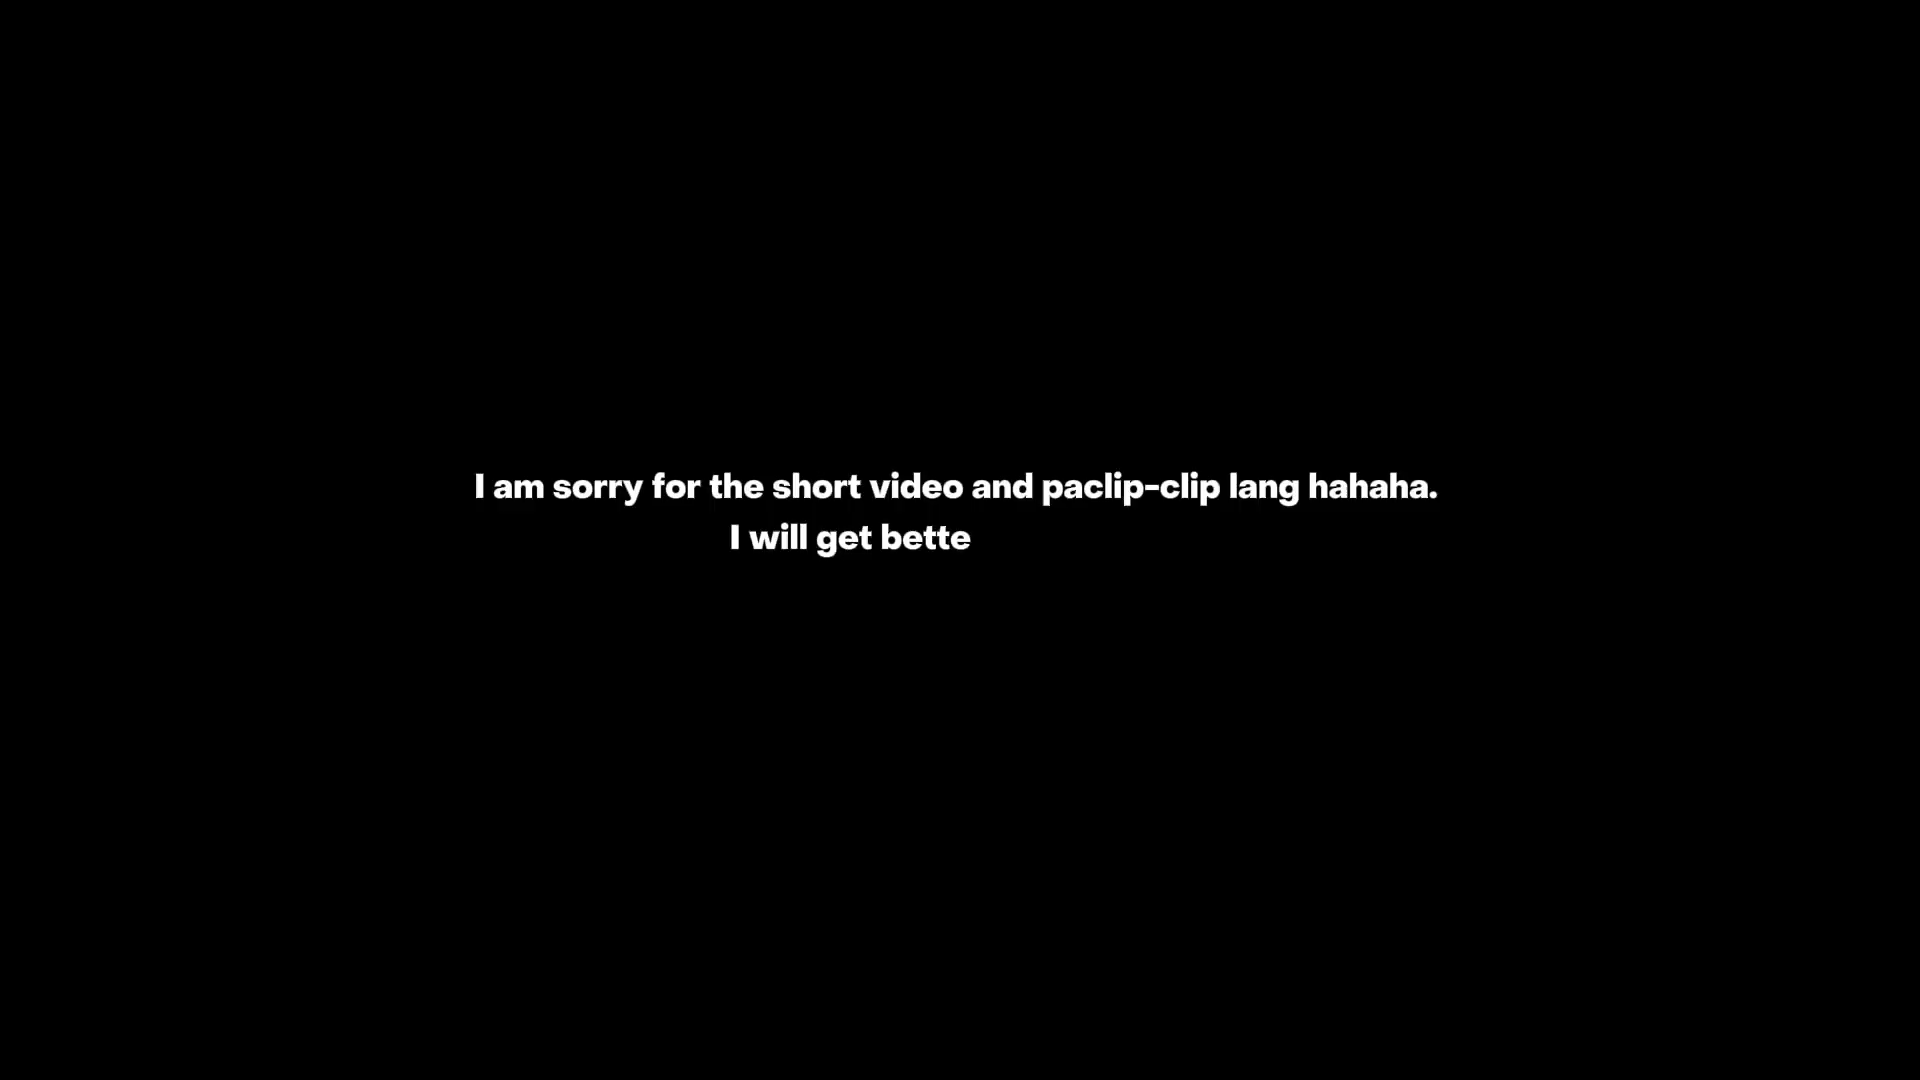 I am sorry for the short video and paclip-clip lang hahaha.
I will get bette